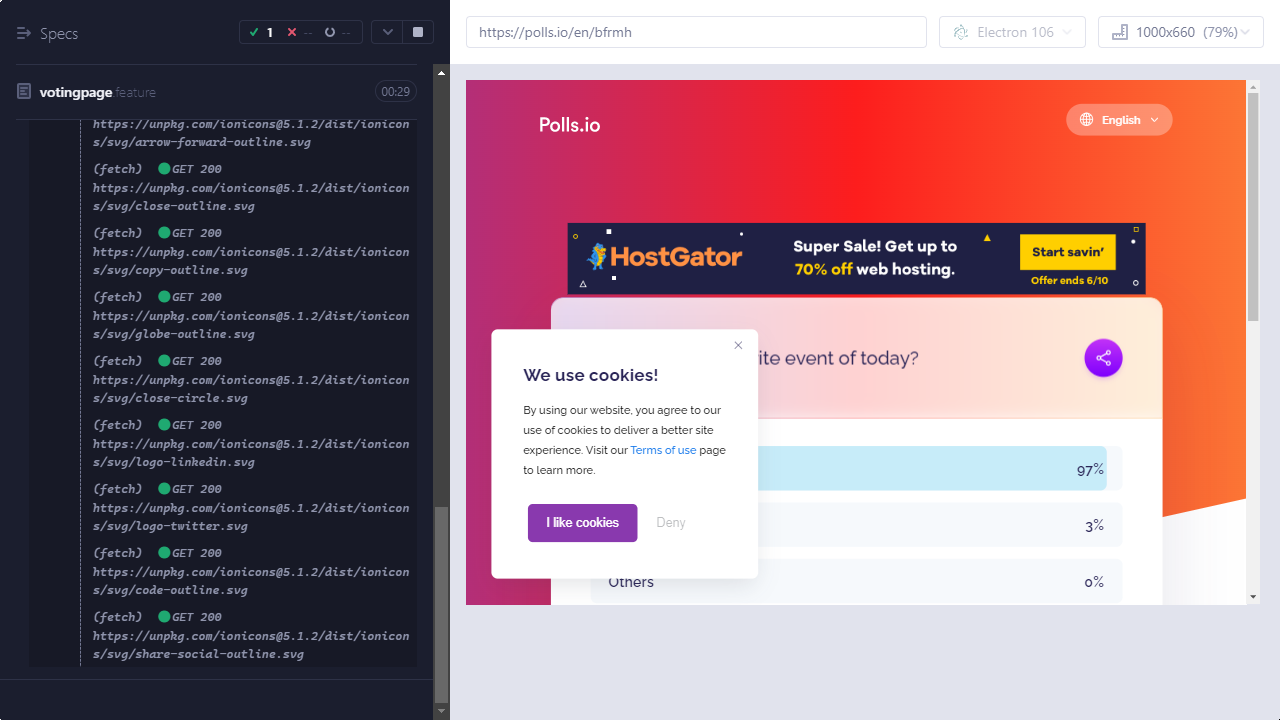 Specs
1
--
--
votingpage feature
00:29
https://unpkg.com/ionicons@5.1.2/dist/ionicon
s/svg/arrow-forward-outline.svg
(fetch) GET 200
https://unpkg.com/ionicons@5.1.2/dist/ionicon
s/svg/close-outline.svg
(fetch) GET 200
https://unpkg.com/ionicons@5.1.2/dist/ionicon
s/svg/copy-outline.svg
(fetch) GET 200
https://unpkg.com/ionicons@5.1.2/dist/ionicon
s/svg/globe-outline.svg
(fetch) GET 200
https://unpkg.com/ionicons@5.1.2/dist/ionicon
s/svg/close-circle.svg
(fetch) GET 200
https://unpkg.com/ionicons@5.1.2/dist/ionicon
s/svg/logo-linkedin.svg
(fetch) GET 200
https://unpkg.com/ionicons@5.1.2/dist/ionicon
s/svg/logo-twitter.svg
(fetch) GET 200
https://unpkg.com/ionicons@5.1.2/dist/ionicon
s/svg/code-outline.svg
(fetch) GET 200
https://unpkg.com/ionicons@5.1.2/dist/ionicon
s/svg/share-social-outline.svg
https://polls.io/en/bfrmh
Electron 106
1000x660 (79%)
Polls.io
English
HostGator
Super Sale! Get up to
70% off web hosting.
Start savin'
Offer ends 6/10
ite event of today?
We use cookies!
By using our website, you agree to our
use of cookies to deliver a better site
experience. Visit our Terms of use page
to learn more.
I like cookies
Deny
97%
3%
Others
0%